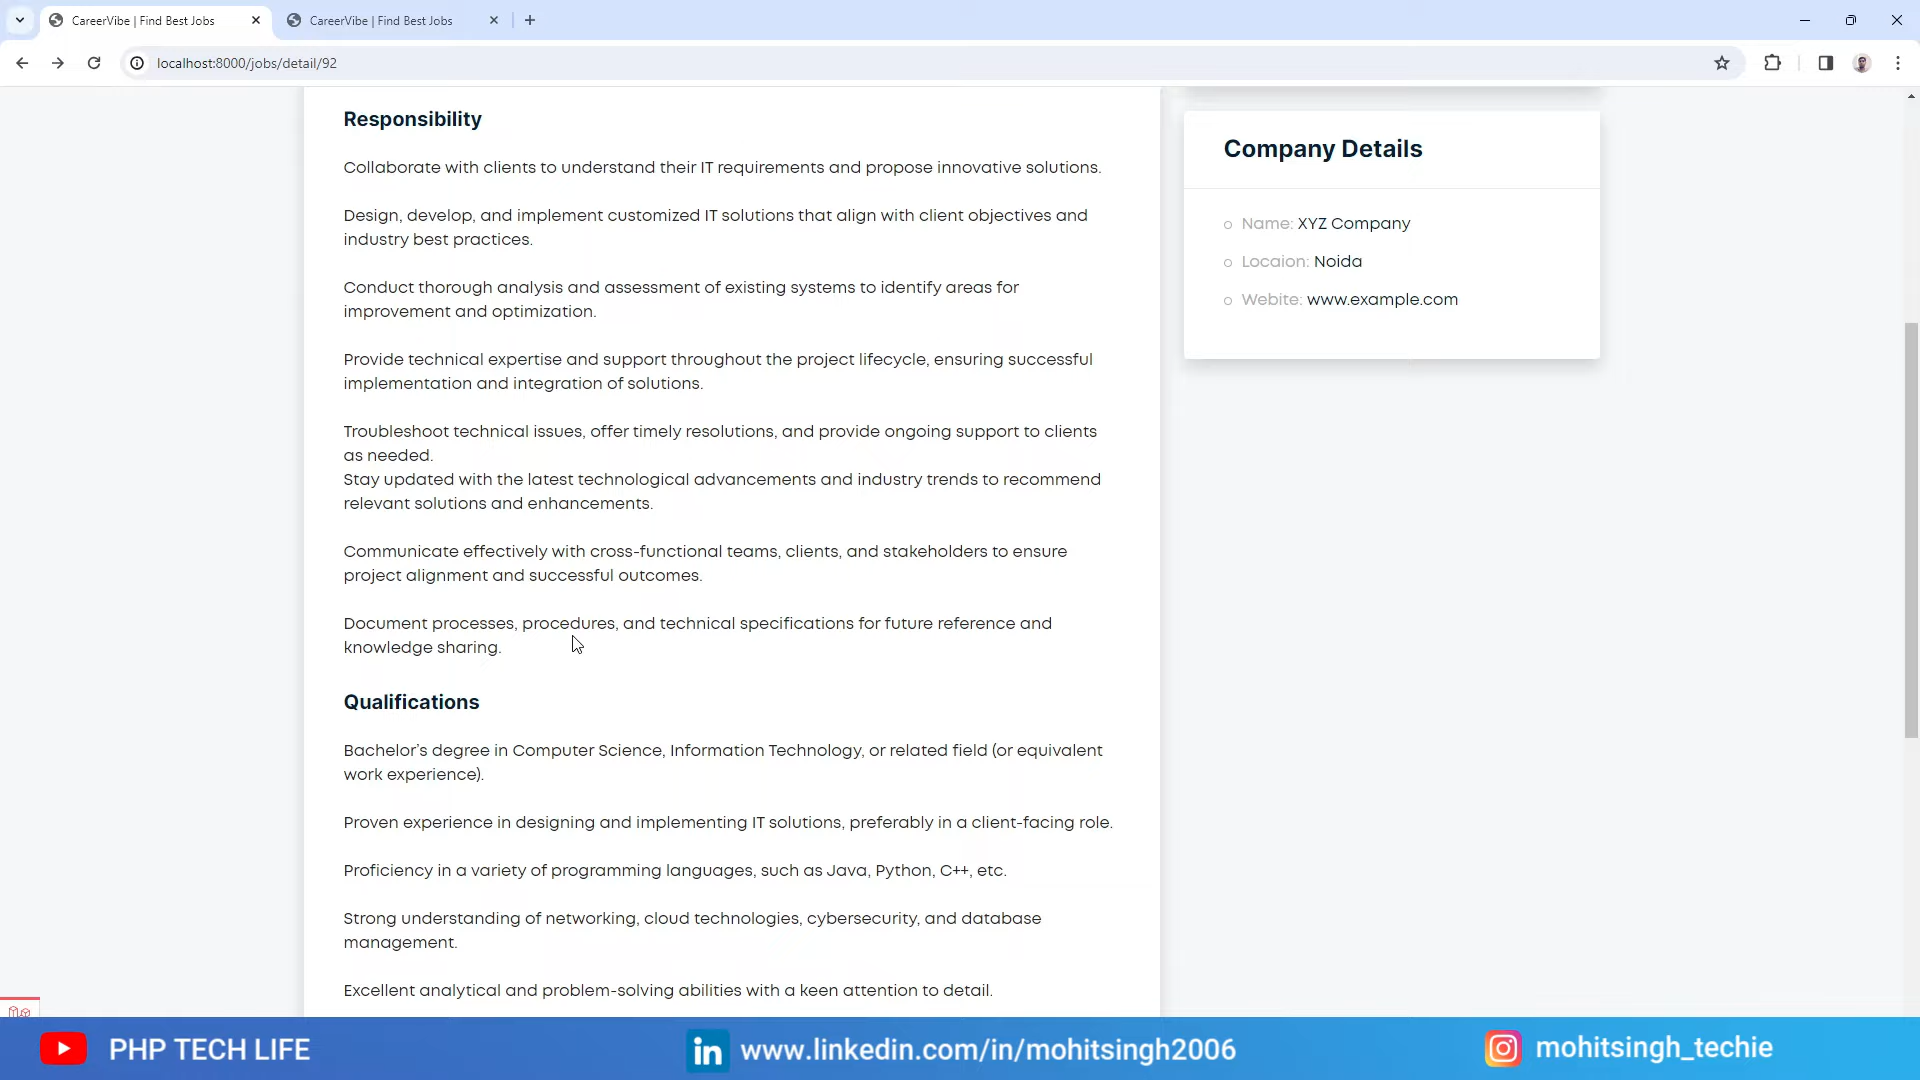 CareerVibe | Find Best Jobs
CareerVibe | Find Best Jobs
localhost:8000/jobs/detail/92
Responsibility
Collaborate with clients to understand their IT requirements and propose innovative solutions.
Design, develop, and implement customized IT solutions that align with client objectives and
industry best practices.
Conduct thorough analysis and assessment of existing systems to identify areas for
improvement and optimization.
Provide technical expertise and support throughout the project lifecycle, ensuring successful
implementation and integration of solutions.
Troubleshoot technical issues, offer timely resolutions, and provide ongoing support to clients
as needed.
Stay updated with the latest technological advancements and industry trends to recommend
relevant solutions and enhancements.
Communicate effectively with cross-functional teams, clients, and stakeholders to ensure
project alignment and successful outcomes.
Document processes, procedures, and technical specifications for future reference and
knowledge sharing.
Qualifications
Bachelor's degree in Computer Science, Information Technology, or related field (or equivalent
work experience).
Proven experience in designing and implementing IT solutions, preferably in a client-facing role.
Proficiency in a variety of programming languages, such as Java, Python, C++, etc.
Strong understanding of networking, cloud technologies, cybersecurity, and database
management.
Excellent analytical and problem-solving abilities with a keen attention to detail.
Company Details
Name: XYZ Company
Locaion: Noida
Webite: www.example.com
PHP TECH LIFE
in www.linkedin.com/in/mohitsingh2006
mohitsingh_techie